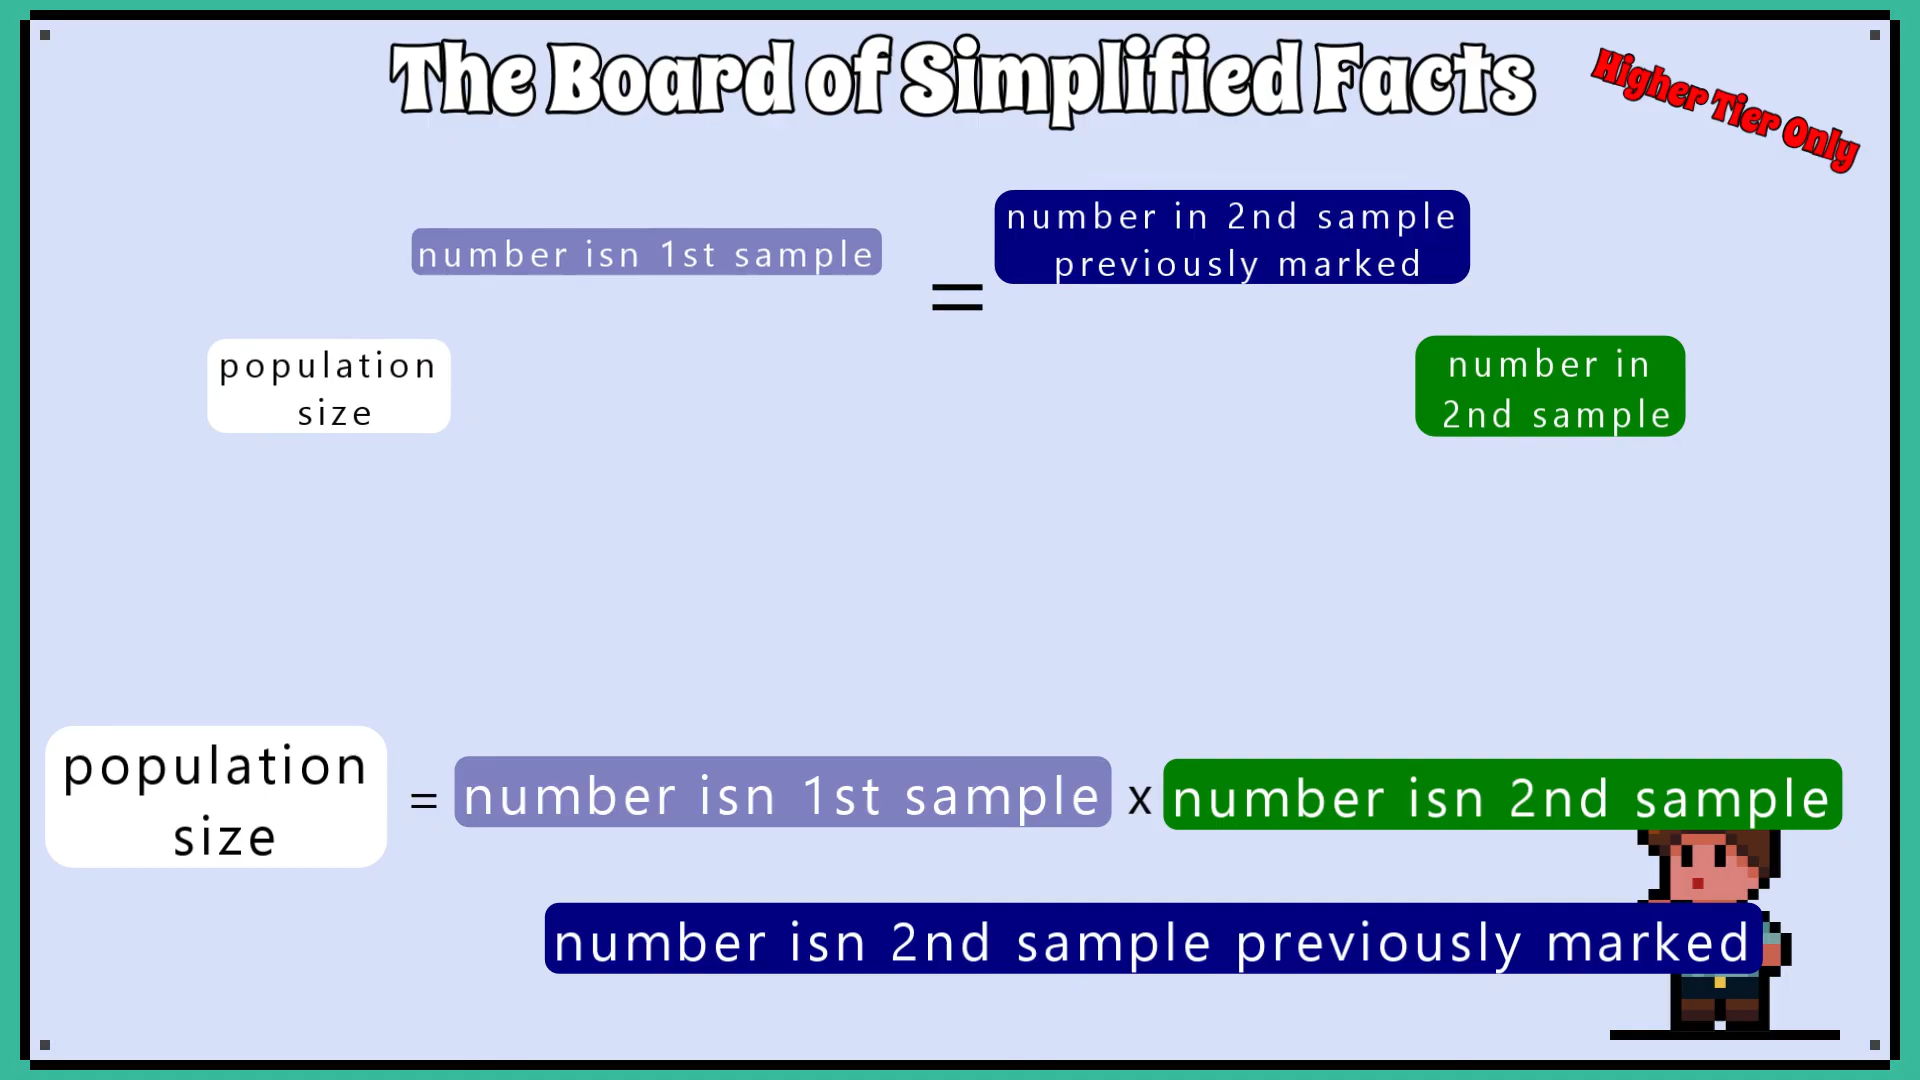 The Board of Simplified Facts
Higher Tier Only
number isn 1st sample
=
number in 2nd sample
previously marked
population
size
number in
2nd sample
population
size
= number isn 1st sample x number isn 2nd sample
number isn 2nd sample previously marked